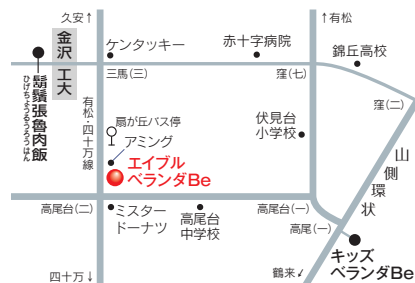 久安↑
↑有松
金沢工大
ケンタッキー
赤十字病院
錦丘高校
三馬(三)
窪(七)
窪(二)
鬍鬚張魯肉飯
ひげちょうるうろうはん
有松・四十万線
扇が丘バス停
アミング
伏見台
小学校
エイブル
ベランダBe
山側環状
高尾台(二)
ミスター
ドーナツ
高尾台
中学校
高尾台(一)
高尾(一)
キッズ
ベランダBe
四十万↓
鶴来↙